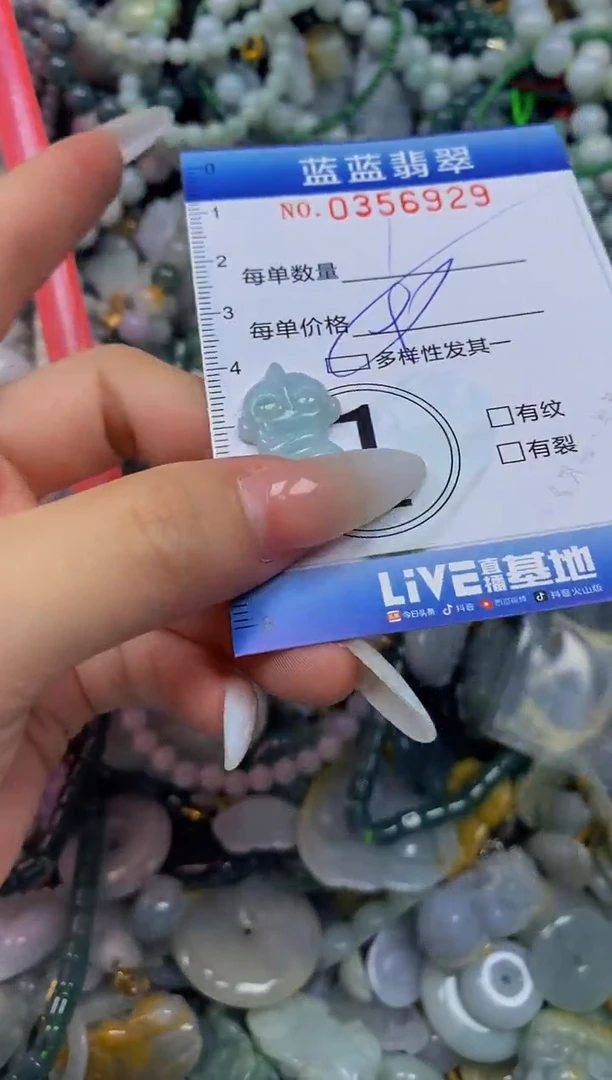 0
蓝蓝翡翠
1
NO.0356929
2
每单数量
3
每单价格
4
多样性发其一
1
有纹
有裂
LiVE直播基地
今日头条 抖音 西瓜视频 抖音火山版